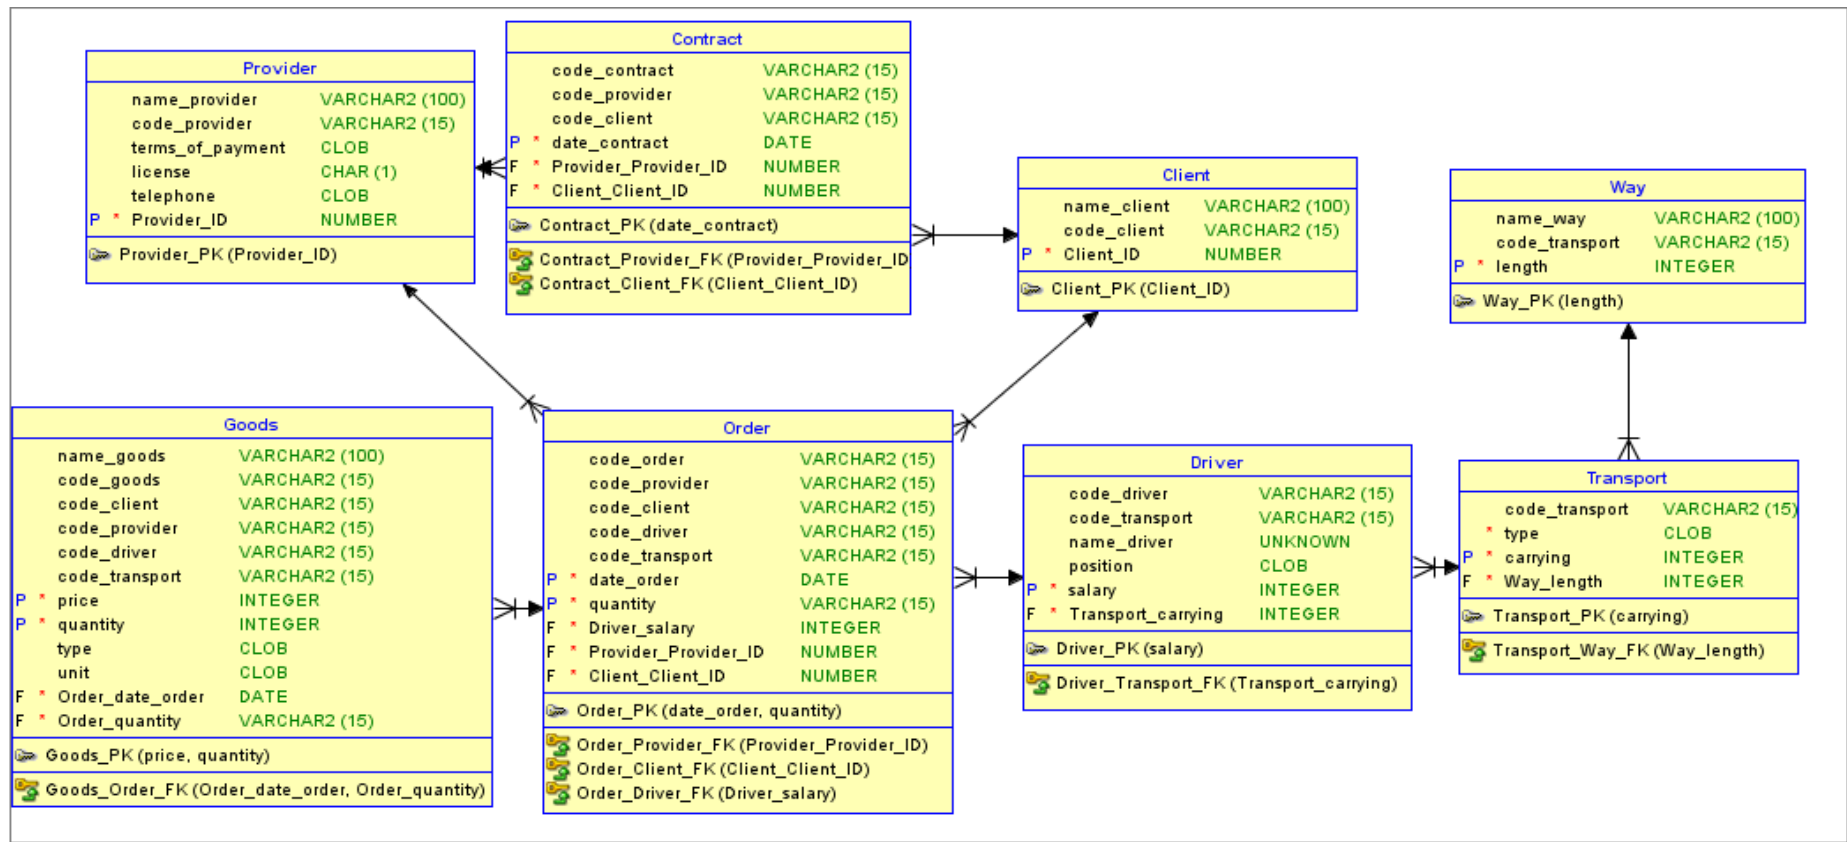 Provider
name_provider VARCHAR2 (100)
code_provider VARCHAR2 (15)
terms_of_payment CLOB
license CHAR (1)
telephone CLOB
P * Provider_ID NUMBER
Provider_PK (Provider_ID)
Contract
code_contract VARCHAR2 (15)
code_provider VARCHAR2 (15)
code_client VARCHAR2 (15)
P * date_contract DATE
F * Provider_Provider_ID NUMBER
F * Client_Client_ID NUMBER
Contract_PK (date_contract)
Contract_Provider_FK (Provider_Provider_ID
Contract_Client_FK (Client_Client_ID)
Client
name_client VARCHAR2 (100)
code_client VARCHAR2 (15)
P * Client_ID NUMBER
Client_PK (Client_ID)
Way
name_way VARCHAR2 (100)
code_transport VARCHAR2 (15)
P * length INTEGER
Way_PK (length)
Goods
name_goods VARCHAR2 (100)
code_goods VARCHAR2 (15)
code_client VARCHAR2 (15)
code_provider VARCHAR2 (15)
code_driver VARCHAR2 (15)
code_transport VARCHAR2 (15)
P * price INTEGER
P * quantity INTEGER
type CLOB
unit CLOB
F * Order_date_order DATE
F * Order_quantity VARCHAR2 (15)
Goods_PK (price, quantity)
Goods_Order_FK (Order_date_order, Order_quantity)
Order
code_order VARCHAR2 (15)
code_provider VARCHAR2 (15)
code_client VARCHAR2 (15)
code_driver VARCHAR2 (15)
code_transport VARCHAR2 (15)
P * date_order DATE
P * quantity VARCHAR2 (15)
F * Driver_salary INTEGER
F * Provider_Provider_ID NUMBER
F * Client_Client_ID NUMBER
Order_PK (date_order, quantity)
Order_Provider_FK (Provider_Provider_ID)
Order_Client_FK (Client_Client_ID)
Order_Driver_FK (Driver_salary)
Driver
code_driver VARCHAR2 (15)
code_transport VARCHAR2 (15)
name_driver UNKNOWN
position CLOB
P * salary INTEGER
F * Transport_carrying INTEGER
Driver_PK (salary)
Driver_Transport_FK (Transport_carrying)
Transport
code_transport VARCHAR2 (15)
* type CLOB
P * carrying INTEGER
F * Way_length INTEGER
Transport_PK (carrying)
Transport_Way_FK (Way_length)